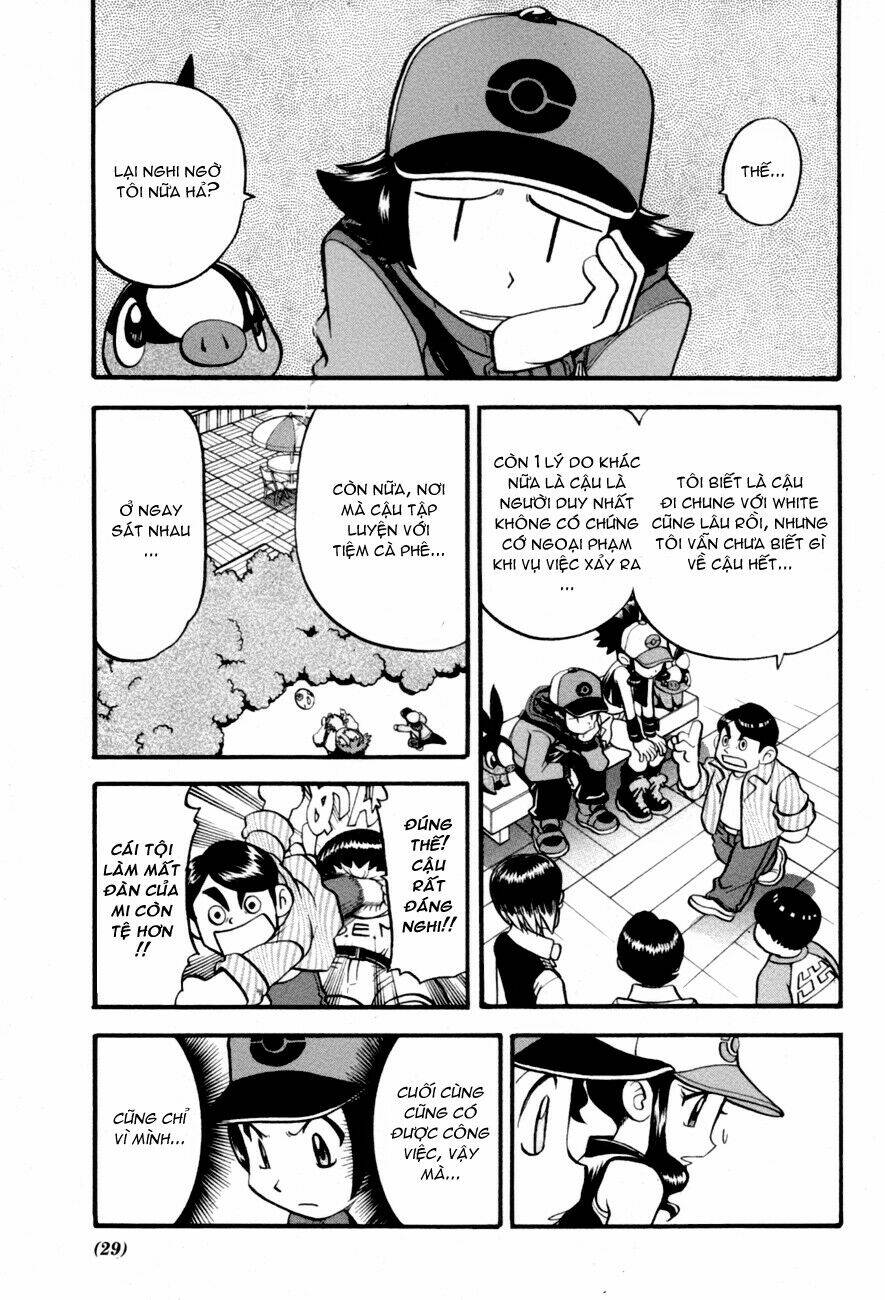 THẾ...
LẠI NGHI NGỜ
TÔI NỮA HẢ?
TÔI BIẾT LÀ CẬU
ĐI CHUNG VỚI WHITE
CŨNG LÂU RỒI, NHƯNG
TÔI VẪN CHƯA BIẾT GÌ
VỀ CẬU HẾT...
CÒN 1 LÝ DO KHÁC
NỮA LÀ CẬU LÀ
NGƯỜI DUY NHẤT
KHÔNG CÓ CHỨNG
CỚ NGOẠI PHẠM
KHI VỤ VIỆC XẢY RA
...
CÒN NỮA, NƠI
MÀ CẬU TẬP
LUYỆN VỚI
TIỆM CÀ PHÊ...
Ở NGAY
SÁT NHAU
...
ĐÚNG
THẾ!
CẬU
RẤT
ĐÁNG
NGHI!!
CÁI TỘI
LÀM MẤT
ĐÀN CỦA
MI CÒN
TỆ HƠN
!!
CUỐI CÙNG
CŨNG CÓ
ĐƯỢC CÔNG
VIỆC, VẬY
MÀ...
CŨNG CHỈ
VÌ MÌNH...
(29)